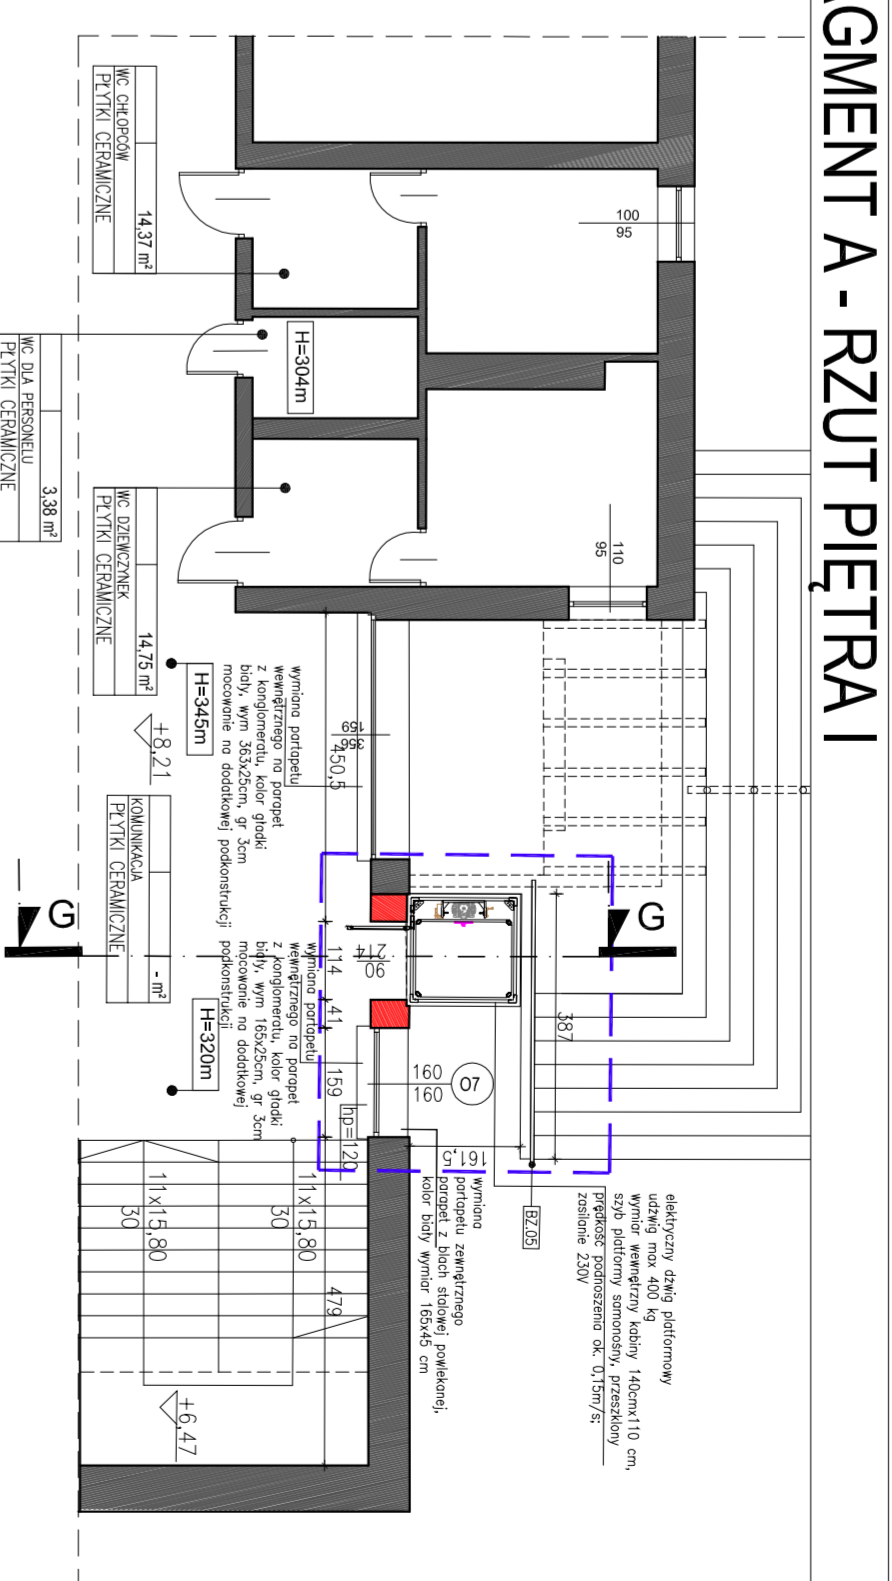 AGMENT A - RZUT PIĘTRA I
100
95
110
95
14,37 m²
WC CHŁOPCÓW
PŁYTKI CERAMICZNE
H=304m
3,38 m²
WC DLA PERSONELU
PŁYTKI CERAMICZNE
14,75 m²
WC DZIEWCZYNEK
PŁYTKI CERAMICZNE
H=345m
+8,21
- m²
KOMUNIKACJA
PŁYTKI CERAMICZNE
H=320m
wymiana partapetu
wewnętrznego na parapet
z konglomeratu, kolor gładki
biały, wym 363x25cm, gr 3cm
mocowanie na dodatkowej podkonstrukcji
356
159
450,5
wymiana partapetu
wewnętrznego na parapet
z konglomeratu, kolor gładki
biały, wym 165x25cm, gr 3cm
mocowanie na dodatkowej
podkonstrukcji
G
G
90
214
114
41
159
479
387
160
160
07
hp=120
161,5
BZ.05
elektryczny dźwig platformowy
udźwig max 400 kg
wymiar wewnętrzny kabiny 140cmx110 cm,
szyb platformy samonośny, przeszklony
prędkość podnoszenia ok. 0,15m/s;
zasilanie 230V
wymiana
partapetu zewnętrznego
parapet z blach stalowej powlekanej,
kolor biały wymiar 165x45 cm
11x15,80
30
11x15,80
30
+6,47